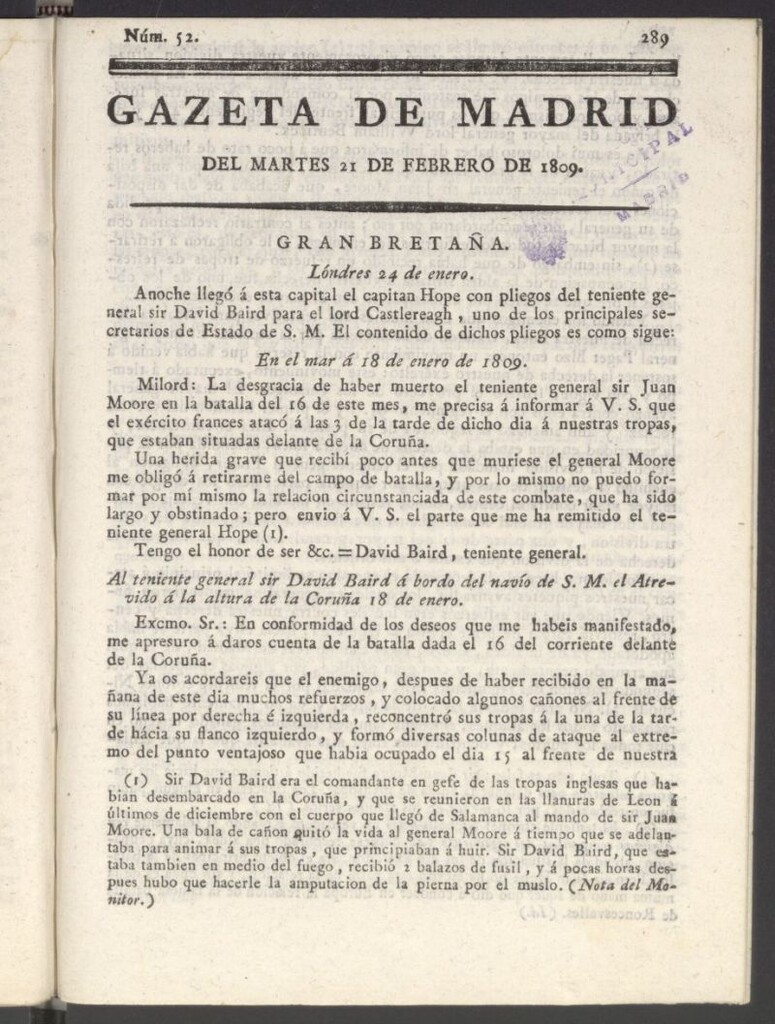 Núm. 52.
289
GAZETA DE MADRID
DEL MARTES 21 DE FEBRERO DE 1809.
MADRID
GRAN BRETAÑA.
Lóndres 24 de enero.
Anoche llegó á esta capital el capitan Hope con pliegos del teniente ge-
neral sir David Baird para el lord Castlereagh, uno de los principales se-
cretarios de Estado de S. M. El contenido de dichos pliegos es como sigue:
En el mar á 18 de enero de 1809.
Milord: La desgracia de haber muerto el teniente general sir Juan
Moore en la batalla del 16 de este mes, me precisa á informar á V. S. que
el exército frances atacó á las 3 de la tarde de dicho dia á nuestras tropas,
que estaban situadas delante de la Coruña.
Una herida grave que recibí poco antes que muriese el general Moore
me obligó á retirarme del campo de batalla, y por lo mismo no puedo for-
mar por mí mismo la relacion circunstanciada de este combate, que ha sido
largo y obstinado; pero envio á V. S. el parte que me ha remitido el te-
niente general Hope (1).
Tengo el honor de ser &c. = David Baird, teniente general.
Al teniente general sir David Baird á bordo del navío de S. M. el Atre-
vido á la altura de la Coruña 18 de enero.
Excmo. Sr.: En conformidad de los deseos que me habeis manifestado,
me apresuro á daros cuenta de la batalla dada el 16 del corriente delante
de la Coruña.
Ya os acordareis que el enemigo, despues de haber recibido en la ma-
ñana de este dia muchos refuerzos, y colocado algunos cañones al frente de
su línea por derecha é izquierda, reconcentró sus tropas á la una de la tar-
de hácia su flanco izquierdo, y formó diversas colunas de ataque al extre-
mo del punto ventajoso que habia ocupado el dia 15 al frente de nuestra
(1) Sir David Baird era el comandante en gefe de las tropas inglesas que ha-
bian desembarcado en la Coruña, y que se reunieron en las llanuras de Leon á
últimos de diciembre con el cuerpo que llegó de Salamanca al mando de sir Juan
Moore. Una bala de cañon quitó la vida al general Moore á tiempo que se adelan-
taba para animar á sus tropas, que principiaban á huir. Sir David Baird, que es-
taba tambien en medio del fuego, recibió 2 balazos de fusil, y á pocas horas des-
pues hubo que hacerle la amputacion de la pierna por el muslo. (Nota del Mo-
nitor.)